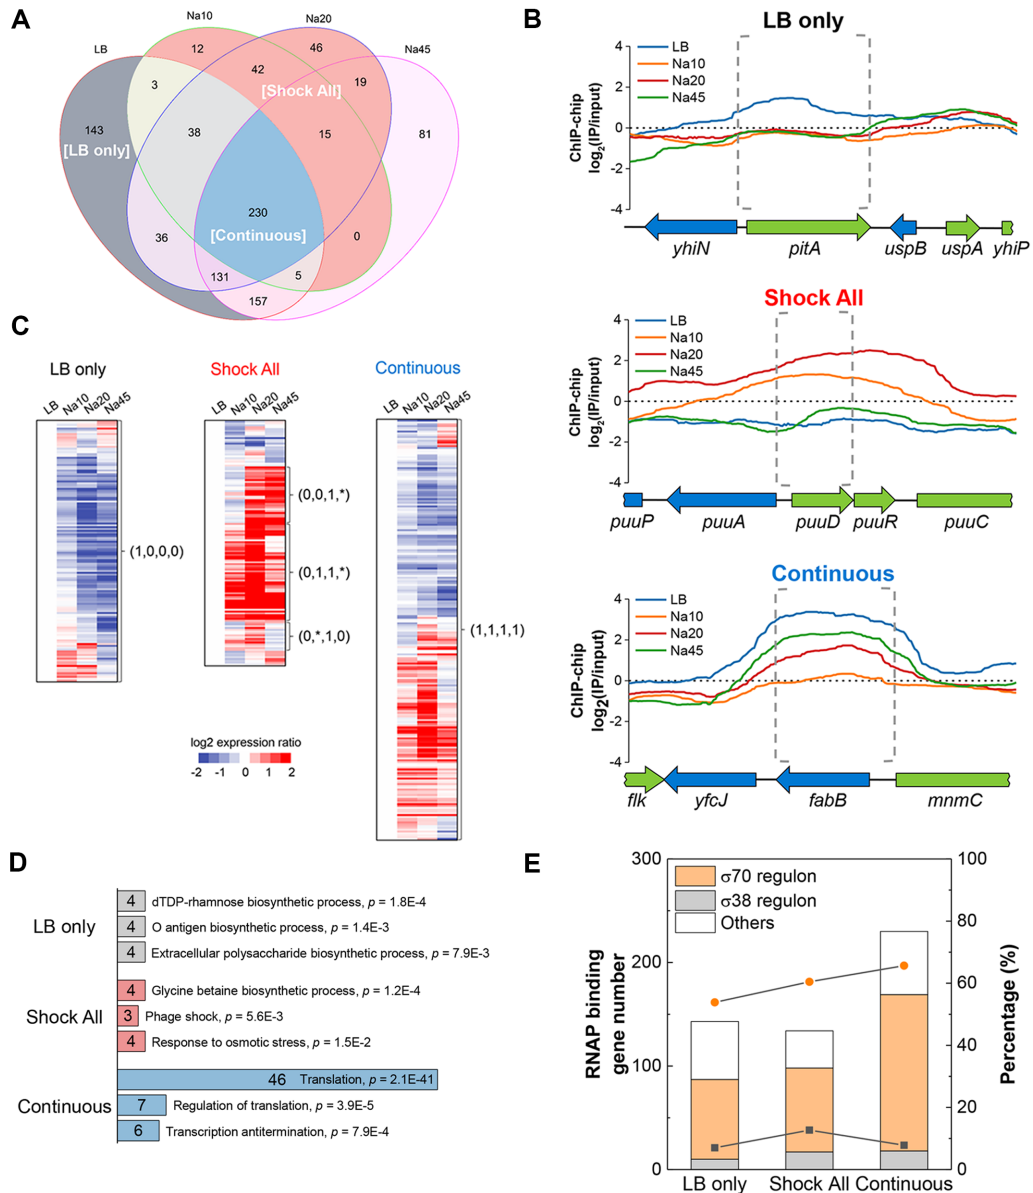 A
LB
Na10
Na20
Na45
12
46
3
42
19
[Shock All]
143
38
15
81
[LB only]
230
[Continuous]
36
0
131
5
157
B
LB only
ChIP-chip
log2(IP/input)
4
2
0
-2
-4
LB
Na10
Na20
Na45
yhiN
pitA
uspB
uspA
yhiP
Shock All
ChIP-chip
log2(IP/input)
4
2
0
-2
-4
LB
Na10
Na20
Na45
puuP
puuA
puuD
puuR
puuC
Continuous
ChIP-chip
log2(IP/input)
4
2
0
-2
-4
LB
Na10
Na20
Na45
flk
yfcJ
fabB
mnmC
C
LB only
LB
Na10
Na20
Na45
(1,0,0,0)
Shock All
LB
Na10
Na20
Na45
(0,0,1,*)
(0,1,1,*)
(0,*,1,0)
Continuous
LB
Na10
Na20
Na45
(1,1,1,1)
log2 expression ratio
-2 -1 0 1 2
D
LB only
4 dTDP-rhamnose biosynthetic process, p = 1.8E-4
4 O antigen biosynthetic process, p = 1.4E-3
4 Extracellular polysaccharide biosynthetic process, p = 7.9E-3
Shock All
4 Glycine betaine biosynthetic process, p = 1.2E-4
3 Phage shock, p = 5.6E-3
4 Response to osmotic stress, p = 1.5E-2
Continuous
46 Translation, p = 2.1E-41
7 Regulation of translation, p = 3.9E-5
6 Transcription antitermination, p = 7.9E-4
E
RNAP binding
gene number
300
200
100
0
σ70 regulon
σ38 regulon
Others
100
80
60
40
20
0
Percentage (%)
LB only Shock All Continuous